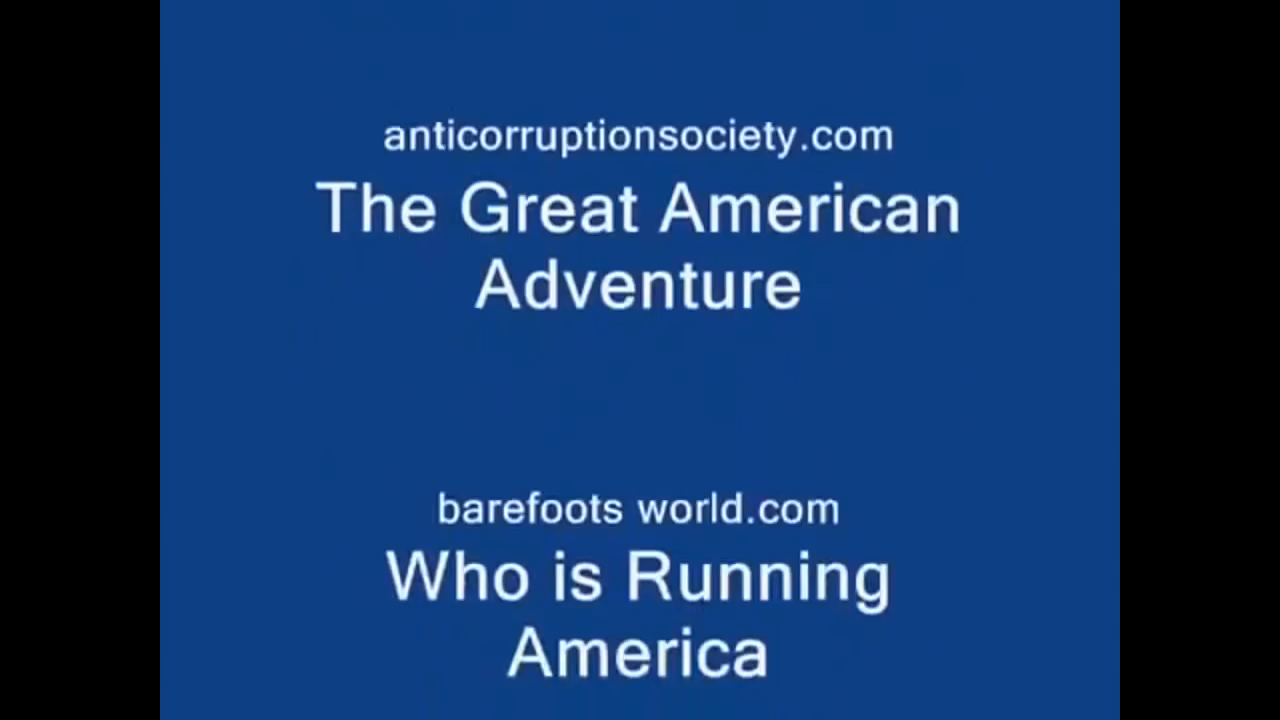 anticorruptionsociety.com
The Great American
Adventure
barefoots world.com
Who is Running
America